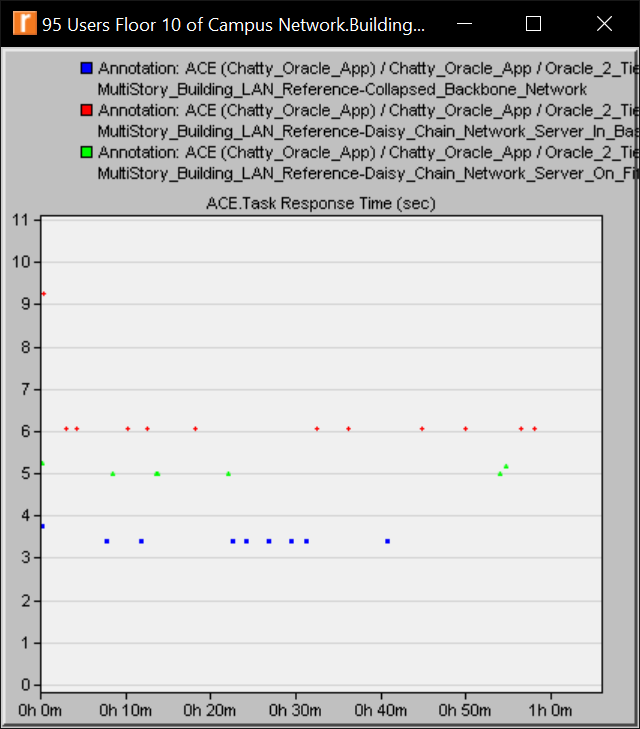 95 Users Floor 10 of Campus Network.Building...
Annotation: ACE (Chatty_Oracle_App) / Chatty_Oracle_App / Oracle_2_Tie
MultiStory_Building_LAN_Reference-Collapsed_Backbone_Network
Annotation: ACE (Chatty_Oracle_App) / Chatty_Oracle_App / Oracle_2_Tie
MultiStory_Building_LAN_Reference-Daisy_Chain_Network_Server_In_Bas
Annotation: ACE (Chatty_Oracle_App) / Chatty_Oracle_App / Oracle_2_Tie
MultiStory_Building_LAN_Reference-Daisy_Chain_Network_Server_On_Fif
ACE.Task Response Time (sec)
11
10
9
8
7
6
5
4
3
2
1
0
0h 0m 0h 10m 0h 20m 0h 30m 0h 40m 0h 50m 1h 0m